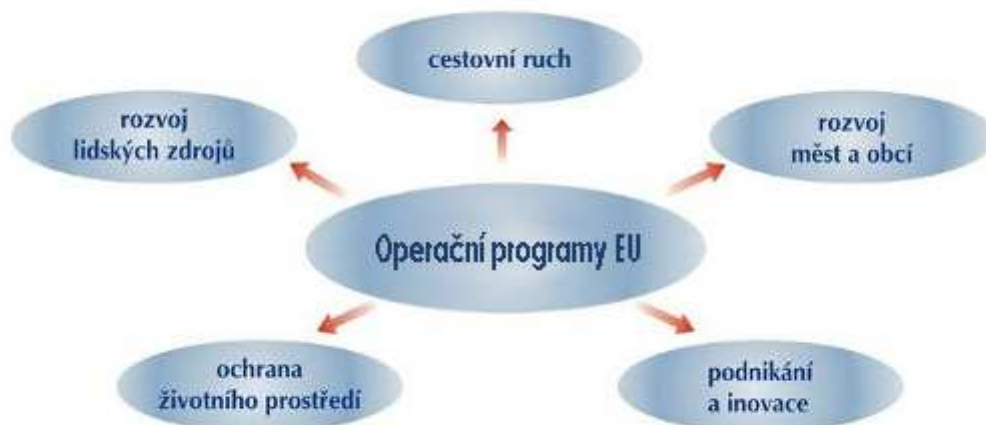 cestovní ruch
rozvoj
lidských zdrojů
rozvoj
měst a obcí
Operační programy EU
ochrana
životního prostředí
podnikání
a inovace